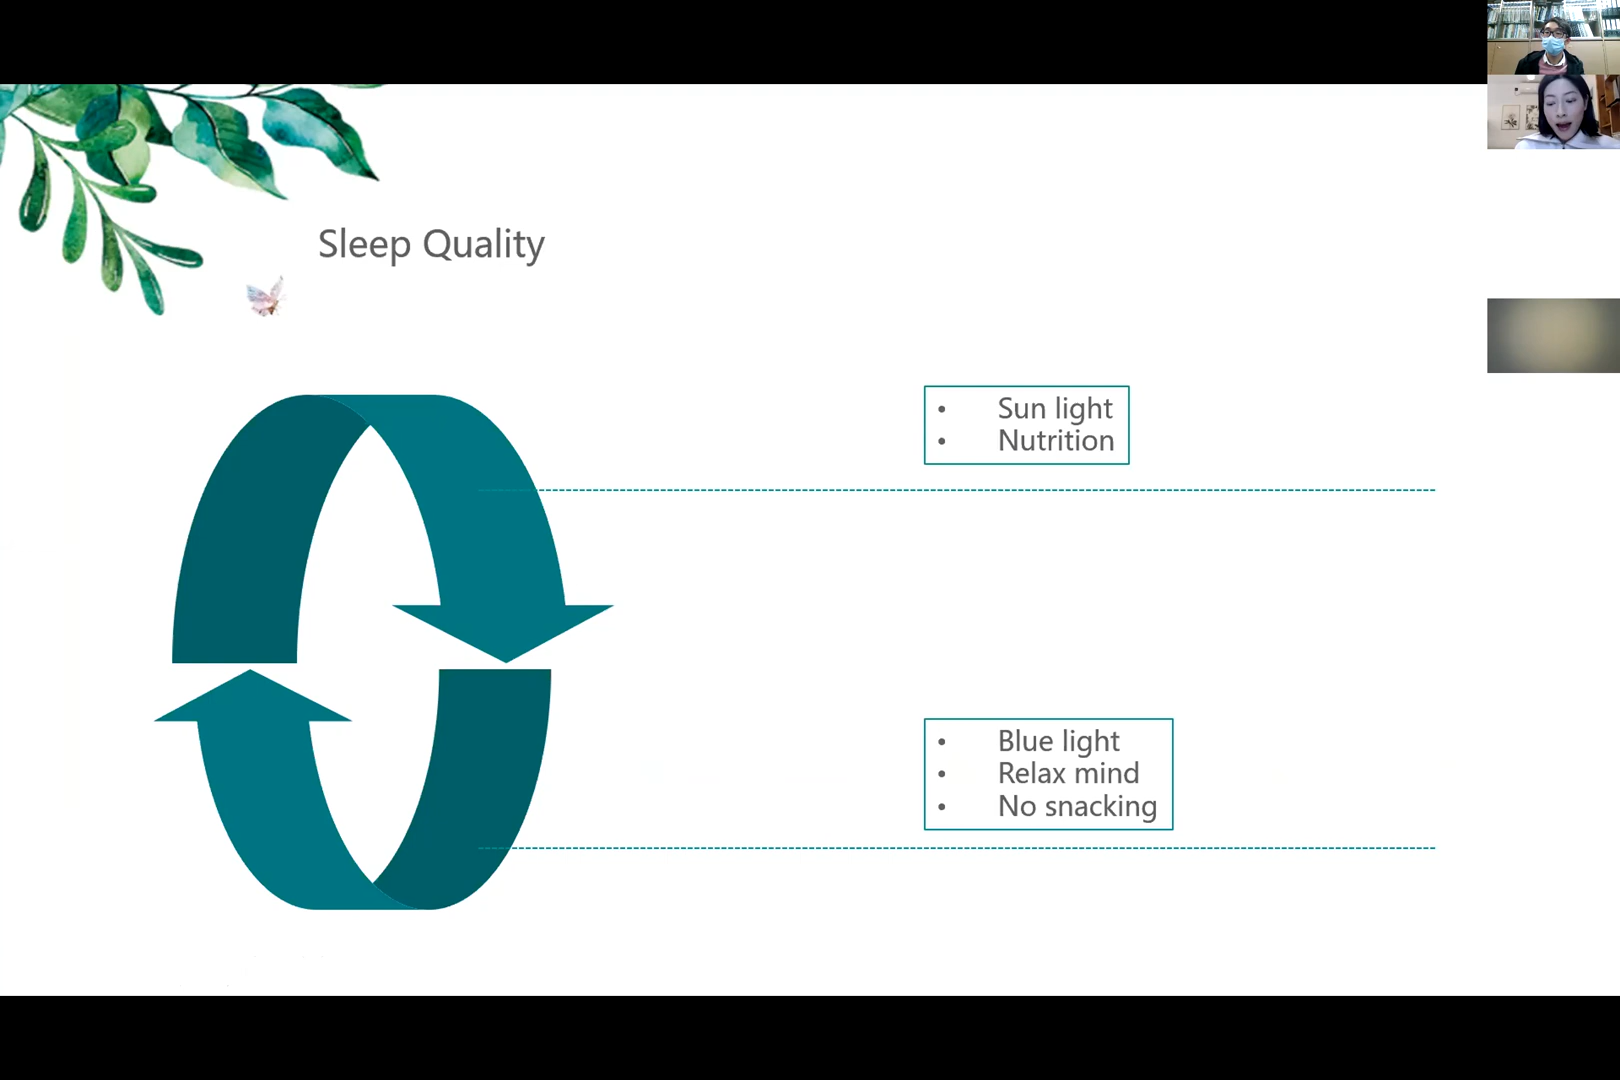 Sleep Quality
• Sun light
• Nutrition
• Blue light
• Relax mind
• No snacking